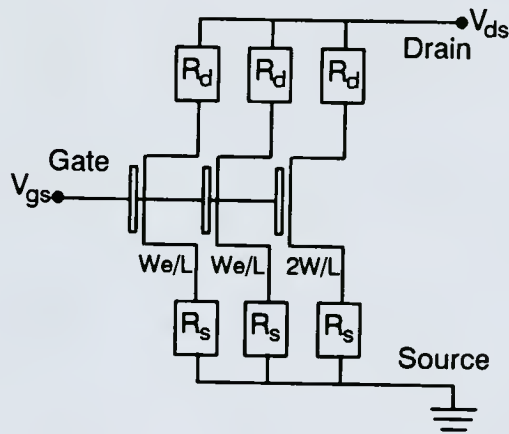 Vds
Drain
Rd Rd Rd
Gate
Vgs
We/L We/L 2W/L
Rs Rs Rs
Source